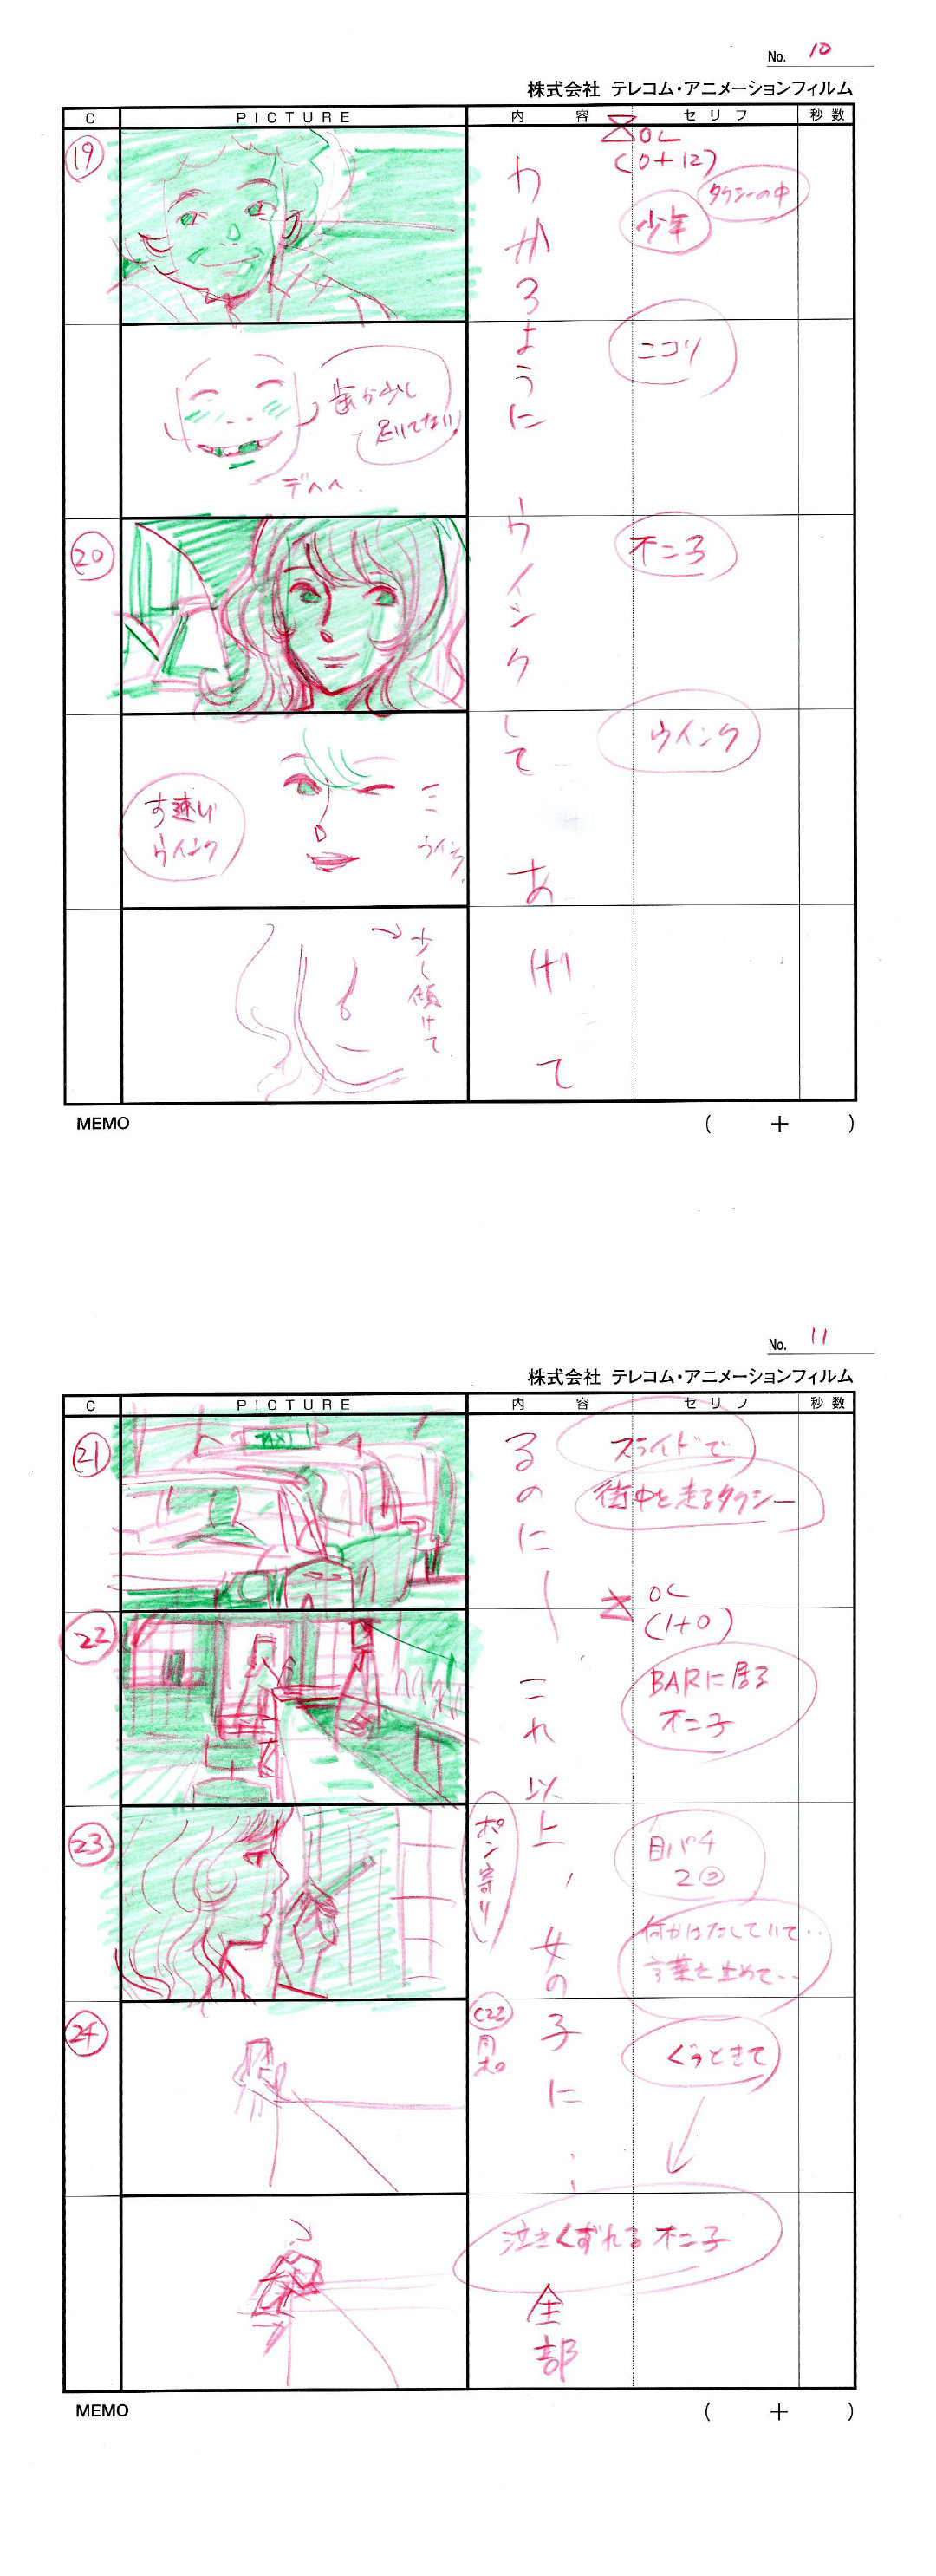 No. 10
株式会社 テレコム・アニメーションフィルム
C PICTURE 内容 セリフ 秒数
19
OL
(0+12)
タクシーの中
少年
わかるように
ニコリ
歯が少し
足りてない
デヘヘ.
20
不二子
ウインクして
ウインク
す速い
ウインク
ウインク
あけて
少し傾けて
MEMO ( + )
No. 11
株式会社 テレコム・アニメーションフィルム
C PICTURE 内容 セリフ 秒数
21
TAXI
スライドで
街中を走るタクシー
るのにー
OL
(1+0)
22
BARに居る
不二子
これ以上、女の子に…
23
ポン寄り
目パチ
2回
何かはなしていて‥
言葉を止めて‥
24
C22
同ポ
ぐっときて
泣きくずれる不二子
全部
MEMO ( + )